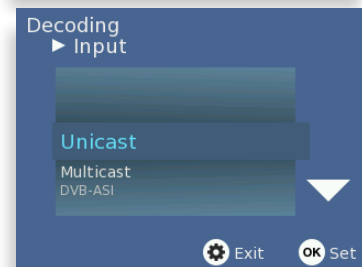 Decoding
► Input
Unicast
Multicast
DVB-ASI
Exit OK Set